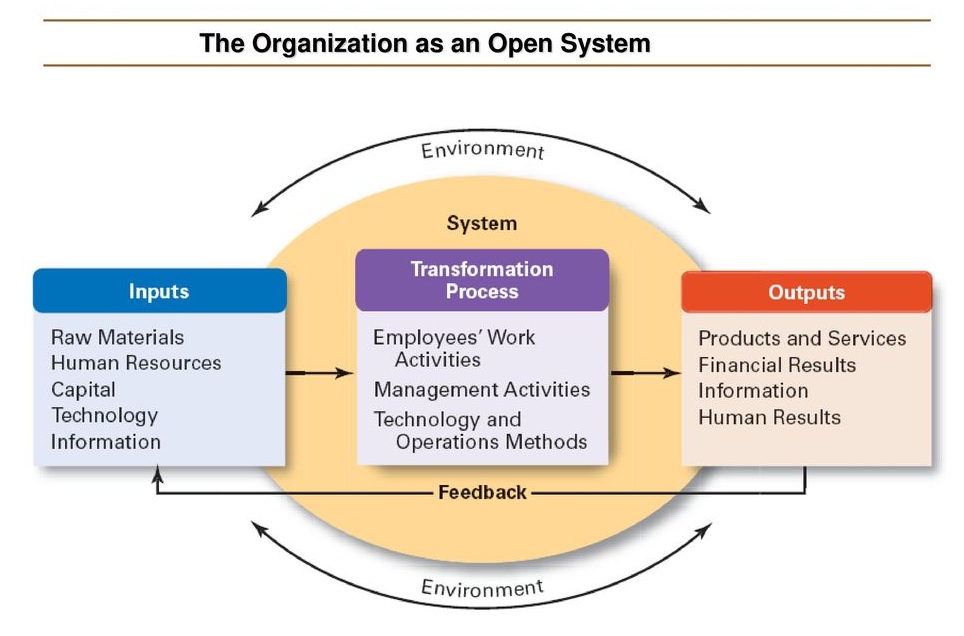 The Organization as an Open System
Environment
System
Inputs
Raw Materials
Human Resources
Capital
Technology
Information
Transformation
Process
Employees' Work
Activities
Management Activities
Technology and
Operations Methods
Outputs
Products and Services
Financial Results
Information
Human Results
Feedback
Environment